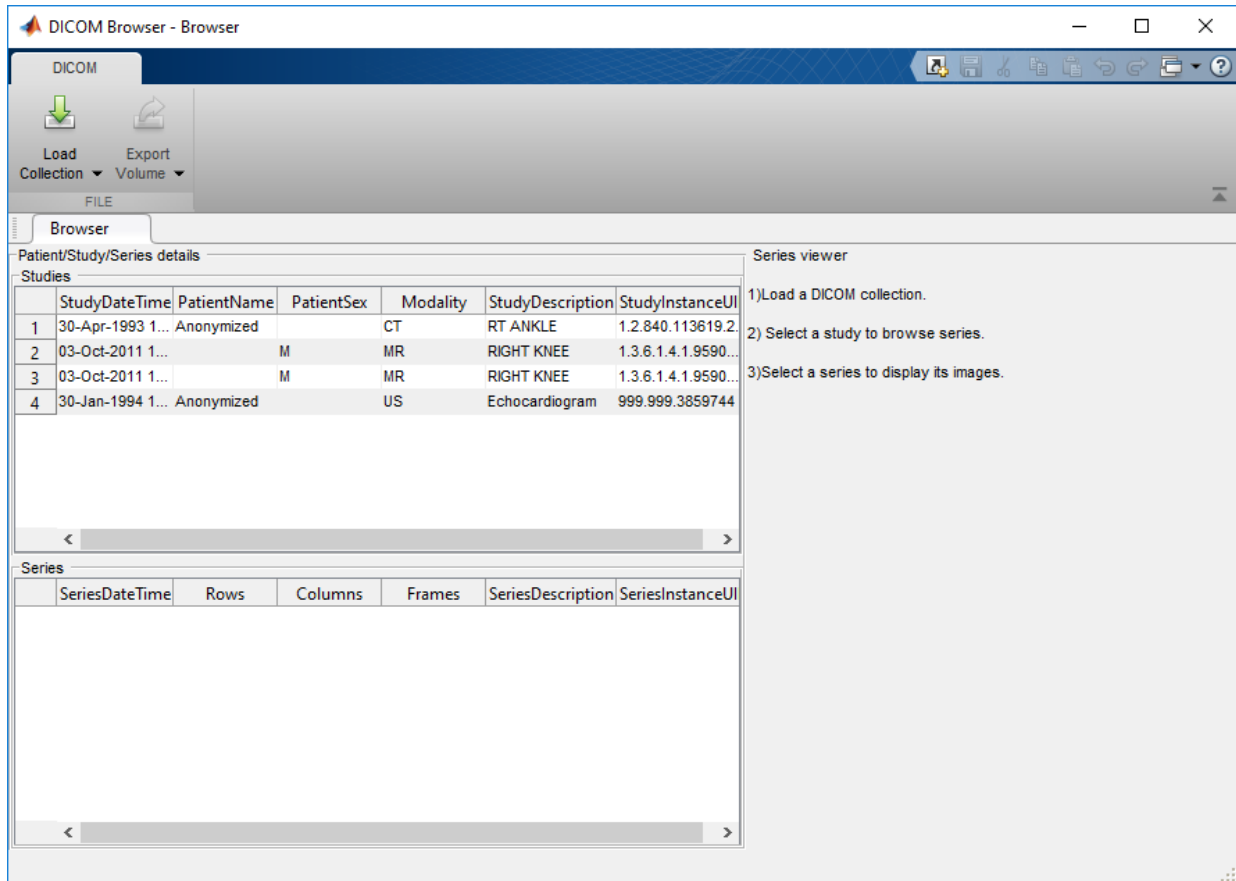 DICOM Browser - Browser
DICOM
Load Collection
Export Volume
FILE
Browser
Patient/Study/Series details
Studies
StudyDateTime PatientName PatientSex Modality StudyDescription StudyInstanceUI
1 30-Apr-1993 1... Anonymized CT RT ANKLE 1.2.840.113619.2.
2 03-Oct-2011 1... M MR RIGHT KNEE 1.3.6.1.4.1.9590...
3 03-Oct-2011 1... M MR RIGHT KNEE 1.3.6.1.4.1.9590...
4 30-Jan-1994 1... Anonymized US Echocardiogram 999.999.3859744
Series
SeriesDateTime Rows Columns Frames SeriesDescription SeriesInstanceUI
Series viewer
1)Load a DICOM collection.
2) Select a study to browse series.
3)Select a series to display its images.